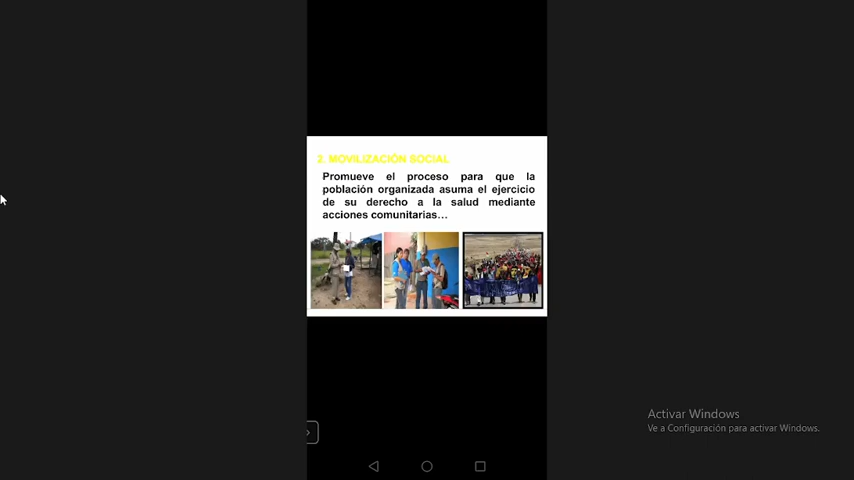 2. MOVILIZACIÓN SOCIAL
Promueve el proceso para que la
población organizada asuma el ejercicio
de su derecho a la salud mediante
acciones comunitarias...
Activar Windows
Ve a Configuración para activar Windows.